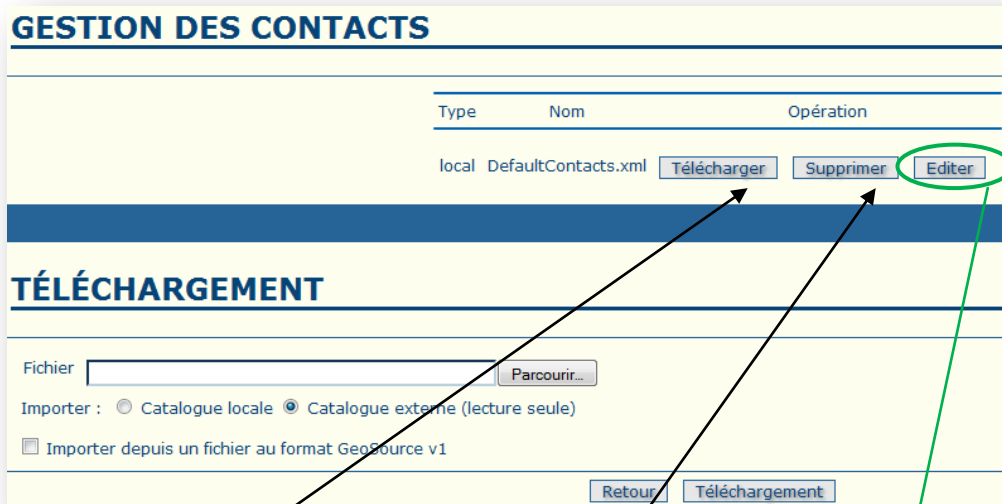 GESTION DES CONTACTS
Type Nom Opération
local DefaultContacts.xml Télécharger Supprimer Editer
TÉLÉCHARGEMENT
Fichier Parcourir...
Importer : Catalogue locale Catalogue externe (lecture seule)
Importer depuis un fichier au format GeoSource v1
Retour Téléchargement